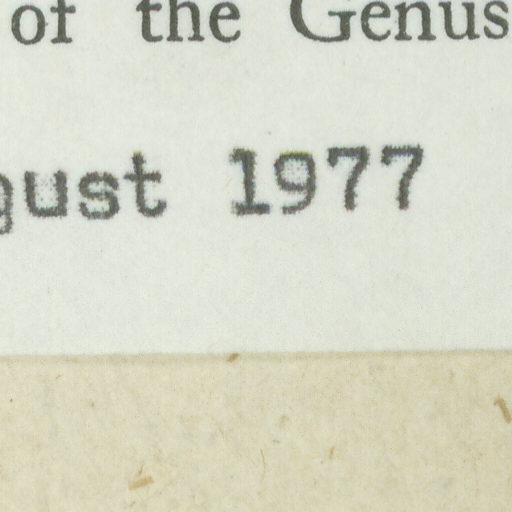 of the Genus
gust 1977